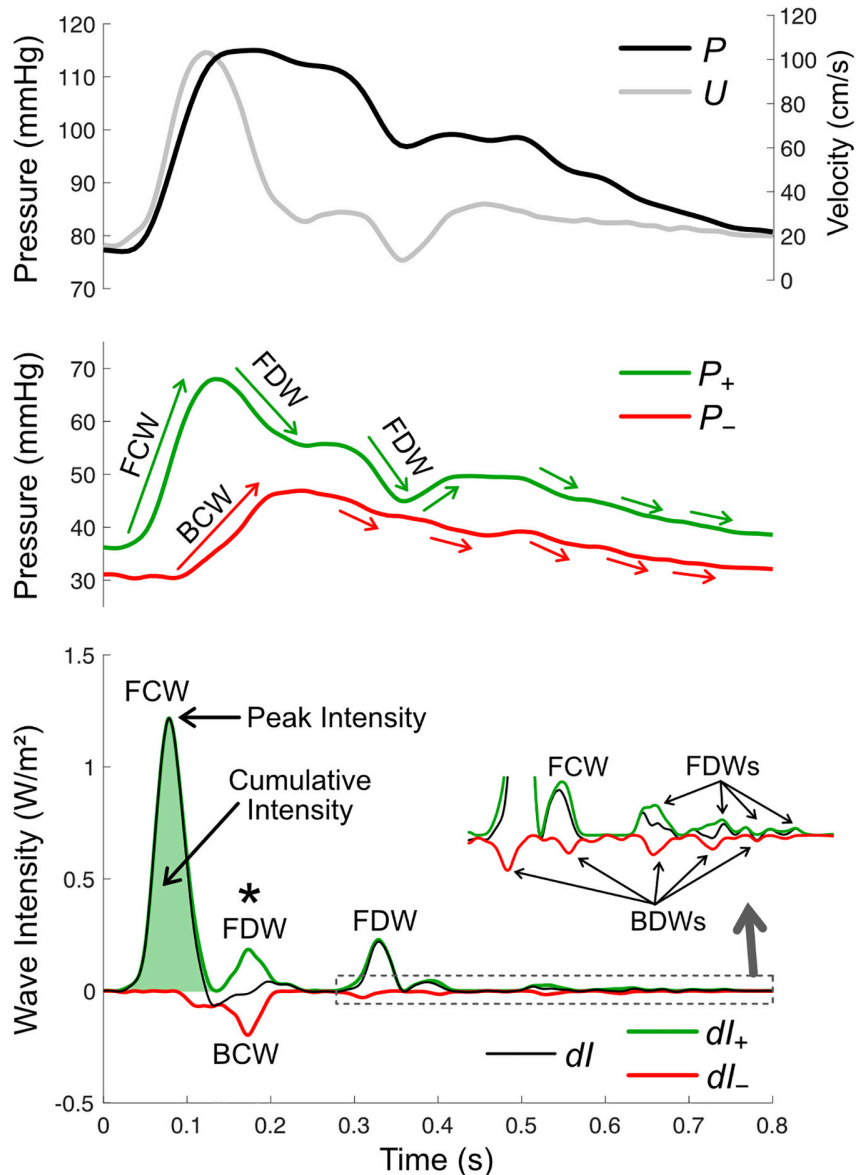 120
110
100
90
80
70
Pressure (mmHg)
P
U
120
100
80
60
40
20
0
Velocity (cm/s)
70
60
50
40
30
Pressure (mmHg)
FCW
FDW
FDW
BCW
P+
P−
1.5
1
0.5
0
-0.5
Wave Intensity (W/m²)
FCW
Peak Intensity
Cumulative
Intensity
*
FDW
FDW
BCW
FCW
FDWs
BDWs
dI
dI+
dI−
0 0.1 0.2 0.3 0.4 0.5 0.6 0.7 0.8
Time (s)